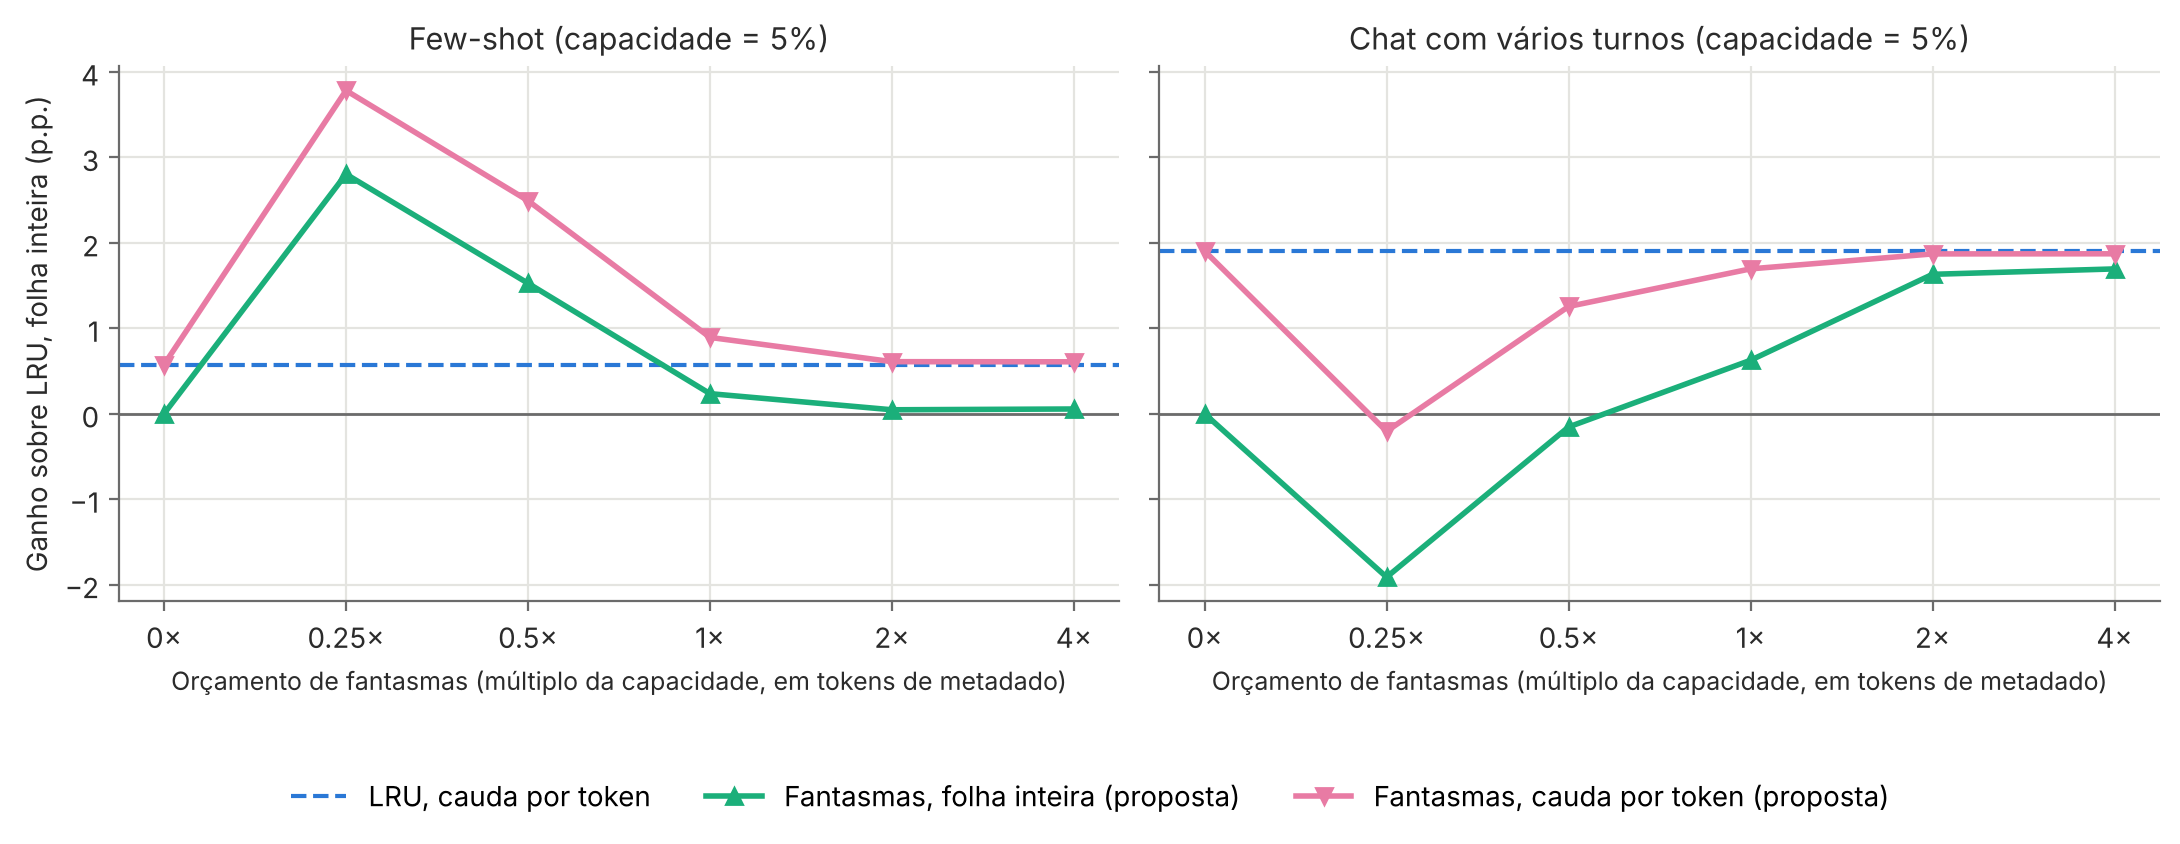 Few-shot (capacidade = 5%)
Chat com vários turnos (capacidade = 5%)
Ganho sobre LRU, folha inteira (p.p.)
4
3
2
1
0
−1
−2
0× 0.25× 0.5× 1× 2× 4×
0× 0.25× 0.5× 1× 2× 4×
Orçamento de fantasmas (múltiplo da capacidade, em tokens de metadado)
Orçamento de fantasmas (múltiplo da capacidade, em tokens de metadado)
LRU, cauda por token
Fantasmas, folha inteira (proposta)
Fantasmas, cauda por token (proposta)